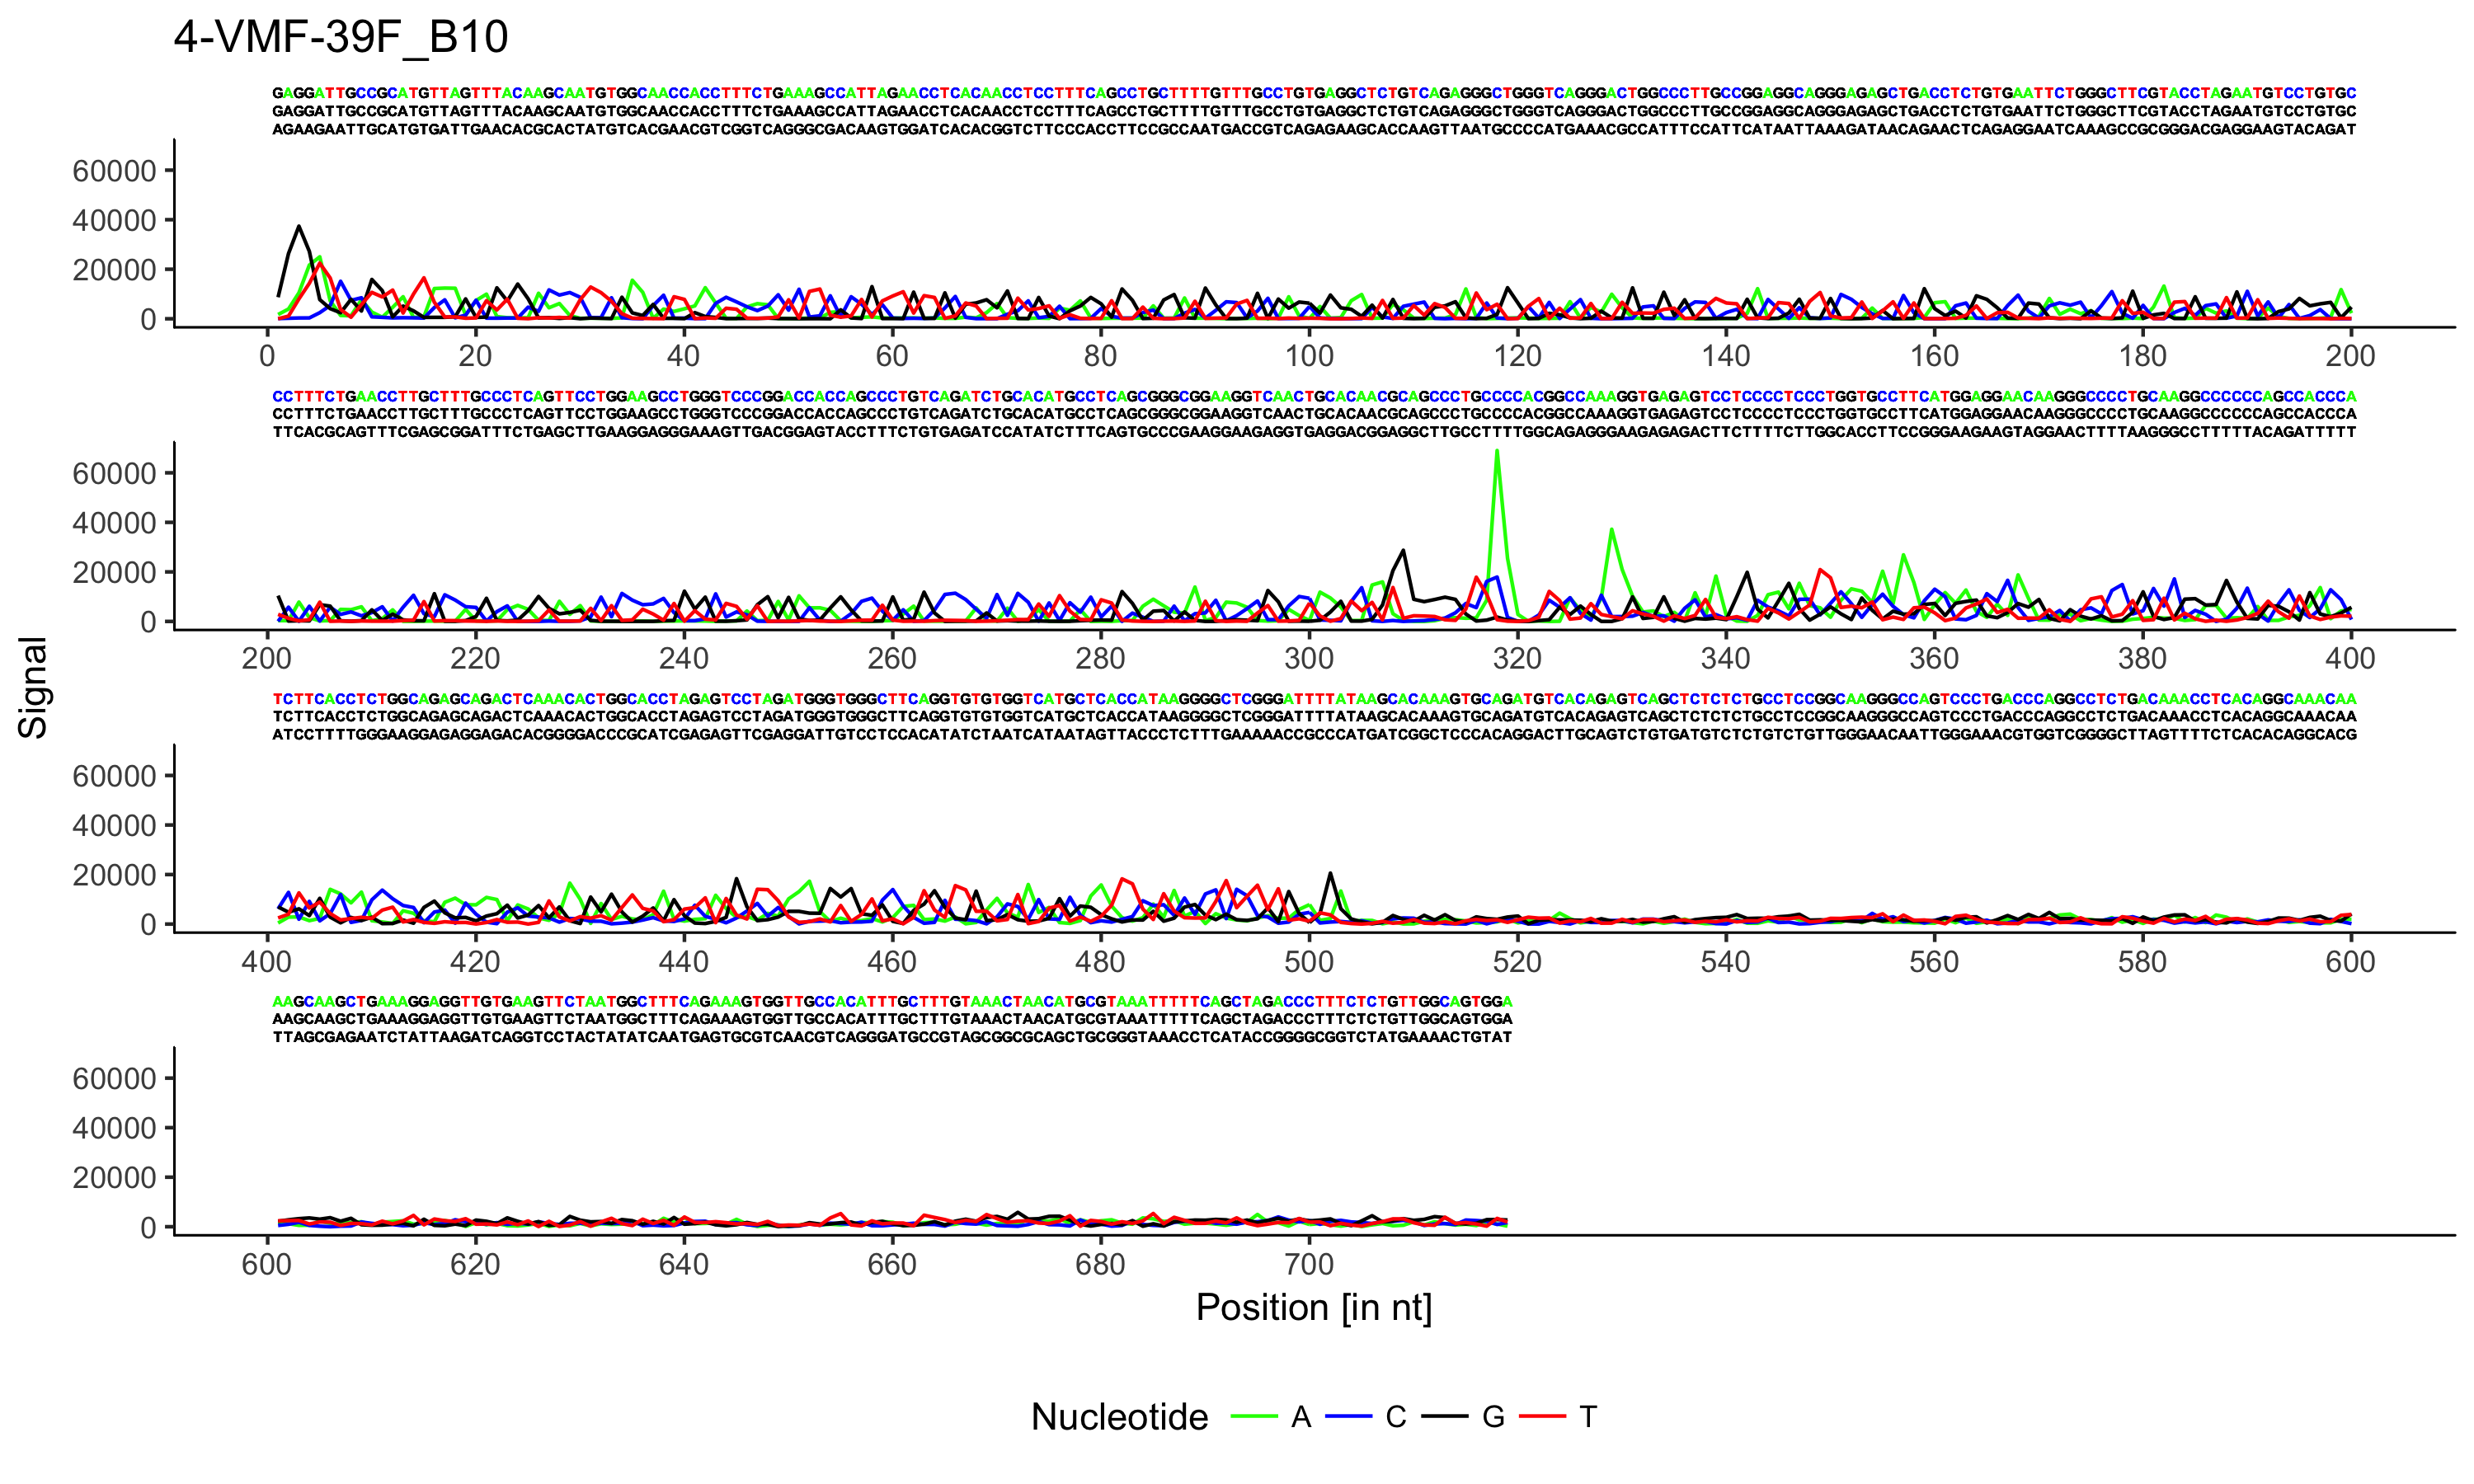 4-VMF-39F_B10
GAGGATTGCCGCATGTTAGTTTACAAGCAATGTGGCAACCACCTTTCTGAAAGCCATTAGAACCTCACAACCTCCTTTCAGCCTGCTTTTGTTTGCCTGTGAGGCTCTGTCAGAGGGCTGGGTCAGGGACTGGCCCTTGCCGGAGGCAGGGAGAGCTGACCTCTGTGAATTCTGGGCTTCGTACCTAGAATGTCCTGTGC
GAGGATTGCCGCATGTTAGTTTACAAGCAATGTGGCAACCACCTTTCTGAAAGCCATTAGAACCTCACAACCTCCTTTCAGCCTGCTTTTGTTTGCCTGTGAGGCTCTGTCAGAGGGCTGGGTCAGGGACTGGCCCTTGCCGGAGGCAGGGAGAGCTGACCTCTGTGAATTCTGGGCTTCGTACCTAGAATGTCCTGTGC
AGAAGAATTGCATGTGATTGAACACGCACTATGTCACGAACGTCGGTCAGGGCGACAAGTGGATCACACGGTCTTCCCACCTTCCGCCAATGACCGTCAGAGAAGCACCAAGTTAATGCCCCATGAAACGCCATTTCCATTCATAATTAAAGATAACAGAACTCAGAGGAATCAAAGCCGCGGGACGAGGAAGTACAGAT
60000
40000
20000
0
0 20 40 60 80 100 120 140 160 180 200
CCTTTCTGAACCTTGCTTTGCCCTCAGTTCCTGGAAGCCTGGGTCCCGGACCACCAGCCCTGTCAGATCTGCACATGCCTCAGCGGGCGGAAGGTCAACTGCACAACGCAGCCCTGCCCCACGGCCAAAGGTGAGAGTCCTCCCCTCCCTGGTGCCTTCATGGAGGAACAAGGGCCCCTGCAAGGCCCCCCAGCCACCCA
CCTTTCTGAACCTTGCTTTGCCCTCAGTTCCTGGAAGCCTGGGTCCCGGACCACCAGCCCTGTCAGATCTGCACATGCCTCAGCGGGCGGAAGGTCAACTGCACAACGCAGCCCTGCCCCACGGCCAAAGGTGAGAGTCCTCCCCTCCCTGGTGCCTTCATGGAGGAACAAGGGCCCCTGCAAGGCCCCCCAGCCACCCA
TTCACGCAGTTTCGAGCGGATTTCTGAGCTTGAAGGAGGGAAAGTTGACGGAGTACCTTTCTGTGAGATCCATATCTTTCAGTGCCCGAAGGAAGAGGTGAGGACGGAGGCTTGCCTTTTGGCAGAGGGAAGAGAGACTTCTTTTCTTGGCACCTTCCGGGAAGAAGTAGGAACTTTTAAGGGCCTTTTTACAGATTTTT
60000
40000
20000
0
200 220 240 260 280 300 320 340 360 380 400
TCTTCACCTCTGGCAGAGCAGACTCAAACACTGGCACCTAGAGTCCTAGATGGGTGGGCTTCAGGTGTGTGGTCATGCTCACCATAAGGGGCTCGGGATTTTATAAGCACAAAGTGCAGATGTCACAGAGTCAGCTCTCTCTGCCTCCGGCAAGGGCCAGTCCCTGACCCAGGCCTCTGACAAACCTCACAGGCAAACAA
TCTTCACCTCTGGCAGAGCAGACTCAAACACTGGCACCTAGAGTCCTAGATGGGTGGGCTTCAGGTGTGTGGTCATGCTCACCATAAGGGGCTCGGGATTTTATAAGCACAAAGTGCAGATGTCACAGAGTCAGCTCTCTCTGCCTCCGGCAAGGGCCAGTCCCTGACCCAGGCCTCTGACAAACCTCACAGGCAAACAA
ATCCTTTTGGGAAGGAGAGGAGACACGGGGACCCGCATCGAGAGTTCGAGGATTGTCCTCCACATATCTAATCATAATAGTTACCCTCTTTGAAAAACCGCCCATGATCGGCTCCCACAGGACTTGCAGTCTGTGATGTCTCTGTCTGTTGGGAACAATTGGGAAACGTGGTCGGGGCTTAGTTTTCTCACACAGGCACG
60000
40000
20000
0
400 420 440 460 480 500 520 540 560 580 600
AAGCAAGCTGAAAGGAGGTTGTGAAGTTCTAATGGCTTTCAGAAAGTGGTTGCCACATTTGCTTTGTAAACTAACATGCGTAAATTTTTCAGCTAGACCCTTTCTCTGTTGGCAGTGGA
AAGCAAGCTGAAAGGAGGTTGTGAAGTTCTAATGGCTTTCAGAAAGTGGTTGCCACATTTGCTTTGTAAACTAACATGCGTAAATTTTTCAGCTAGACCCTTTCTCTGTTGGCAGTGGA
TTAGCGAGAATCTATTAAGATCAGGTCCTACTATATCAATGAGTGCGTCAACGTCAGGGATGCCGTAGCGGCGCAGCTGCGGGTAAACCTCATACCGGGGCGGTCTATGAAAACTGTAT
60000
40000
20000
0
600 620 640 660 680 700
Signal
Position [in nt]
Nucleotide A C G T